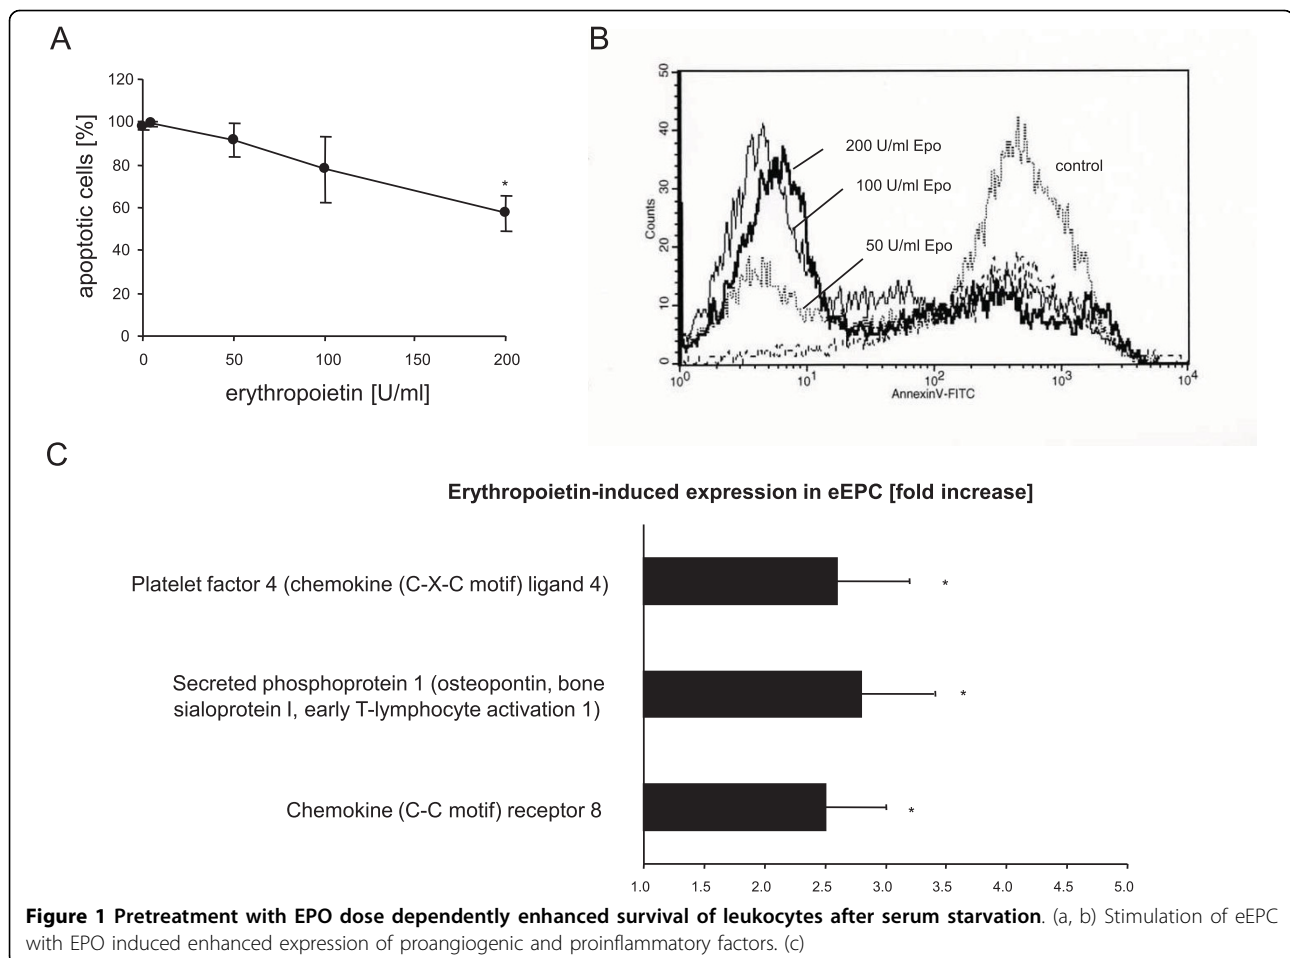 A
120
100
80
60
40
20
0
apoptotic cells [%]
*
0 50 100 150 200
erythropoietin [U/ml]
B
50
40
30
20
10
0
Counts
200 U/ml Epo
100 U/ml Epo
50 U/ml Epo
control
10^0 10^1 10^2 10^3 10^4
AnnexinV-FITC
C
Erythropoietin-induced expression in eEPC [fold increase]
Platelet factor 4 (chemokine (C-X-C motif) ligand 4)
*
Secreted phosphoprotein 1 (osteopontin, bone
sialoprotein I, early T-lymphocyte activation 1)
*
Chemokine (C-C motif) receptor 8
*
1.0 1.5 2.0 2.5 3.0 3.5 4.0 4.5 5.0
Figure 1 Pretreatment with EPO dose dependently enhanced survival of leukocytes after serum starvation. (a, b) Stimulation of eEPC
with EPO induced enhanced expression of proangiogenic and proinflammatory factors. (c)